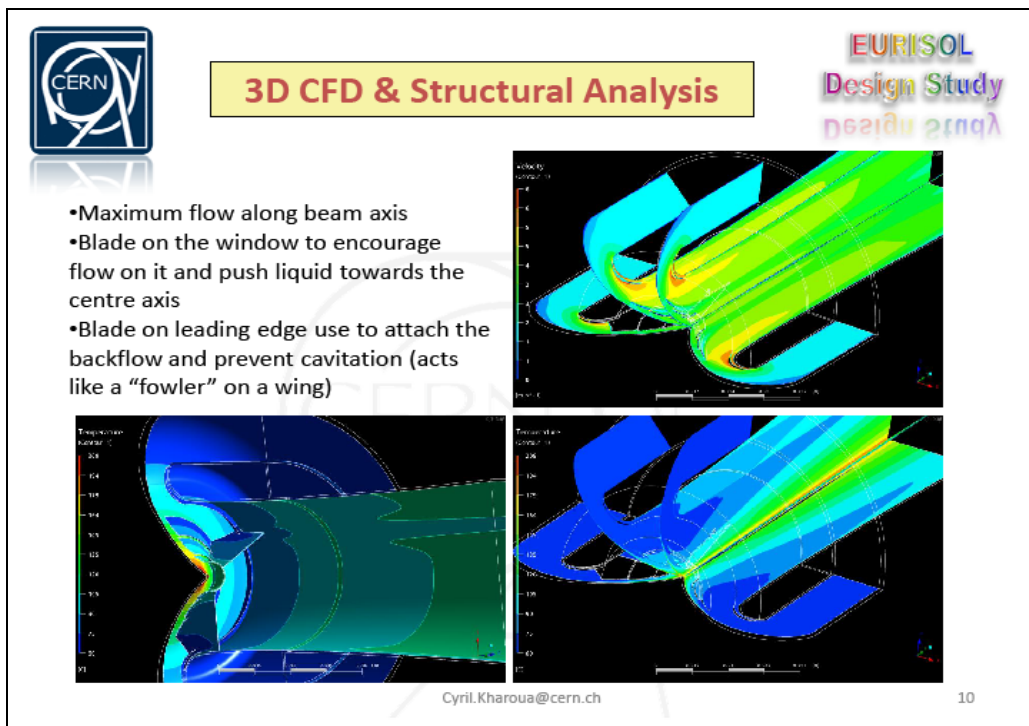 CERN
3D CFD & Structural Analysis
EURISOL
Design Study
•Maximum flow along beam axis
•Blade on the window to encourage
flow on it and push liquid towards the
centre axis
•Blade on leading edge use to attach the
backflow and prevent cavitation (acts
like a “fowler” on a wing)
Velocity
Temperature
Temperature
Cyril.Kharoua@cern.ch
10